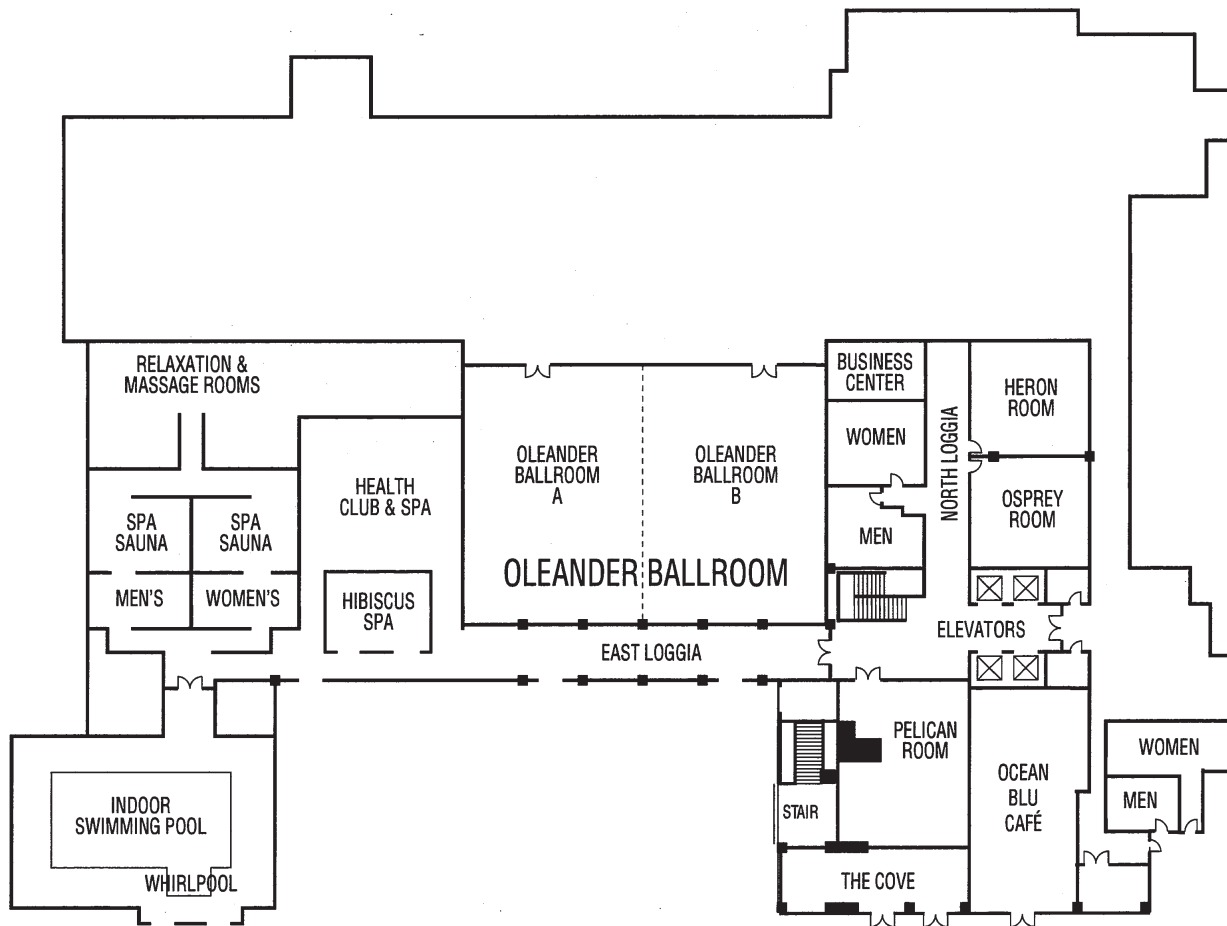 RELAXATION &
MASSAGE ROOMS
BUSINESS
CENTER
HERON
ROOM
WOMEN
NORTH LOGGIA
OLEANDER
BALLROOM
A
OLEANDER
BALLROOM
B
HEALTH
CLUB & SPA
OSPREY
ROOM
SPA
SAUNA
SPA
SAUNA
MEN
OLEANDER BALLROOM
MEN'S
WOMEN'S
HIBISCUS
SPA
ELEVATORS
EAST LOGGIA
PELICAN
ROOM
WOMEN
OCEAN
BLU
CAFÉ
MEN
INDOOR
SWIMMING POOL
STAIR
WHIRLPOOL
THE COVE